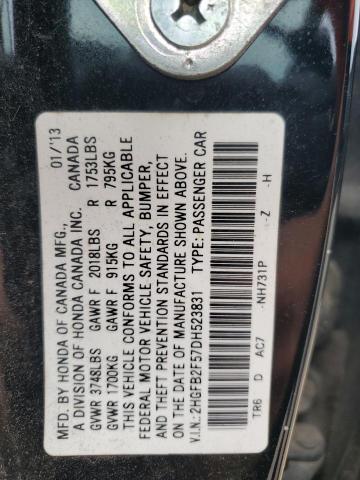 MFD. BY HONDA OF CANADA MFG., 01/'13
A DIVISION OF HONDA CANADA INC. CANADA
GVWR 3748LBS GAWR F 2018LBS R 1753LBS
GVWR 1700KG GAWR F 915KG R 795KG
THIS VEHICLE CONFORMS TO ALL APPLICABLE
FEDERAL MOTOR VEHICLE SAFETY, BUMPER,
AND THEFT PREVENTION STANDARDS IN EFFECT
ON THE DATE OF MANUFACTURE SHOWN ABOVE.
V.I.N.: 2HGFB2F57DH523831 TYPE: PASSENGER CAR
-NH731P -Z -H
TR6 D AC7